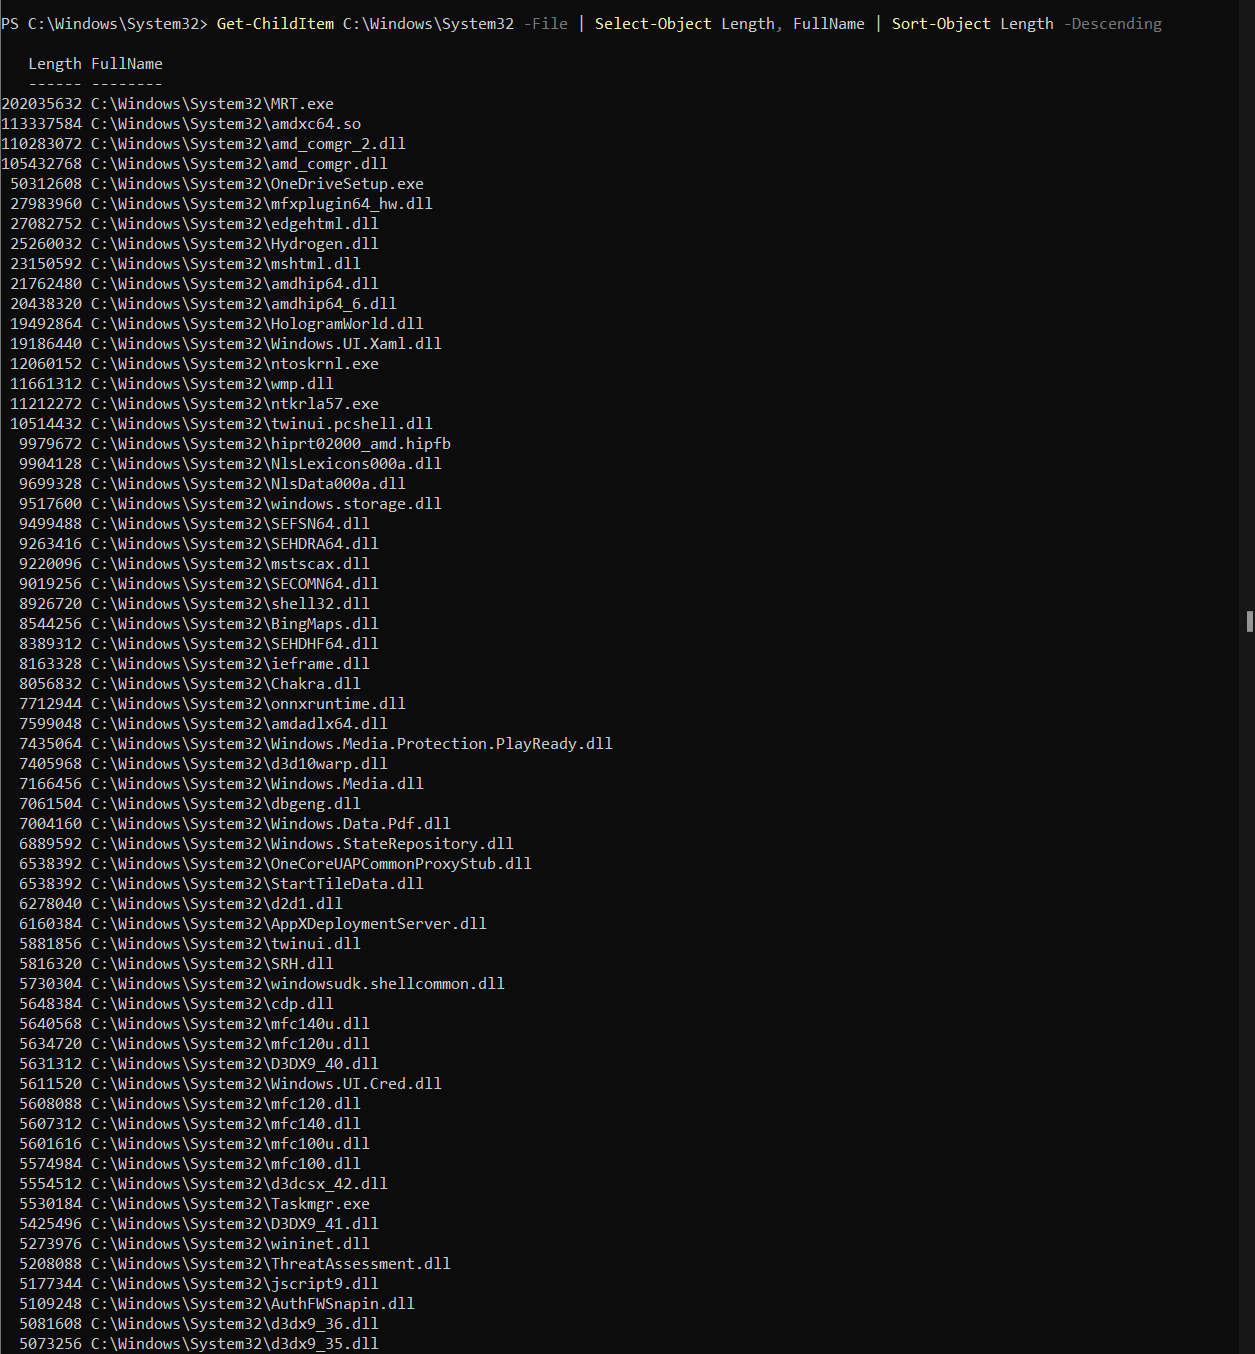 PS C:\Windows\System32> Get-ChildItem C:\Windows\System32 -File | Select-Object Length, FullName | Sort-Object Length -Descending
Length FullName
------ --------
202035632 C:\Windows\System32\MRT.exe
113337584 C:\Windows\System32\amdxc64.so
110283072 C:\Windows\System32\amd_comgr_2.dll
105432768 C:\Windows\System32\amd_comgr.dll
50312608 C:\Windows\System32\OneDriveSetup.exe
27983960 C:\Windows\System32\mfxplugin64_hw.dll
27082752 C:\Windows\System32\edgehtml.dll
25260032 C:\Windows\System32\Hydrogen.dll
23150592 C:\Windows\System32\mshtml.dll
21762480 C:\Windows\System32\amdhip64.dll
20438320 C:\Windows\System32\amdhip64_6.dll
19492864 C:\Windows\System32\HologramWorld.dll
19186440 C:\Windows\System32\Windows.UI.Xaml.dll
12060152 C:\Windows\System32\ntoskrnl.exe
11661312 C:\Windows\System32\wmp.dll
11212272 C:\Windows\System32\ntkrla57.exe
10514432 C:\Windows\System32\twinui.pcshell.dll
9979672 C:\Windows\System32\hiprt02000_amd.hipfb
9904128 C:\Windows\System32\NlsLexicons000a.dll
9699328 C:\Windows\System32\NlsData000a.dll
9517600 C:\Windows\System32\windows.storage.dll
9499488 C:\Windows\System32\SEFSN64.dll
9263416 C:\Windows\System32\SEHDRA64.dll
9220096 C:\Windows\System32\mstscax.dll
9019256 C:\Windows\System32\SECOMN64.dll
8926720 C:\Windows\System32\shell32.dll
8544256 C:\Windows\System32\BingMaps.dll
8389312 C:\Windows\System32\SEHDHF64.dll
8163328 C:\Windows\System32\ieframe.dll
8056832 C:\Windows\System32\Chakra.dll
7712944 C:\Windows\System32\onnxruntime.dll
7599048 C:\Windows\System32\amdadlx64.dll
7435064 C:\Windows\System32\Windows.Media.Protection.PlayReady.dll
7405968 C:\Windows\System32\d3d10warp.dll
7166456 C:\Windows\System32\Windows.Media.dll
7061504 C:\Windows\System32\dbgeng.dll
7004160 C:\Windows\System32\Windows.Data.Pdf.dll
6889592 C:\Windows\System32\Windows.StateRepository.dll
6538392 C:\Windows\System32\OneCoreUAPCommonProxyStub.dll
6538392 C:\Windows\System32\StartTileData.dll
6278040 C:\Windows\System32\d2d1.dll
6160384 C:\Windows\System32\AppXDeploymentServer.dll
5881856 C:\Windows\System32\twinui.dll
5816320 C:\Windows\System32\SRH.dll
5730304 C:\Windows\System32\windowsudk.shellcommon.dll
5648384 C:\Windows\System32\cdp.dll
5640568 C:\Windows\System32\mfc140u.dll
5634720 C:\Windows\System32\mfc120u.dll
5631312 C:\Windows\System32\D3DX9_40.dll
5611520 C:\Windows\System32\Windows.UI.Cred.dll
5608088 C:\Windows\System32\mfc120.dll
5607312 C:\Windows\System32\mfc140.dll
5601616 C:\Windows\System32\mfc100u.dll
5574984 C:\Windows\System32\mfc100.dll
5554512 C:\Windows\System32\d3dcsx_42.dll
5530184 C:\Windows\System32\Taskmgr.exe
5425496 C:\Windows\System32\D3DX9_41.dll
5273976 C:\Windows\System32\wininet.dll
5208088 C:\Windows\System32\ThreatAssessment.dll
5177344 C:\Windows\System32\jscript9.dll
5109248 C:\Windows\System32\AuthFWSnapin.dll
5081608 C:\Windows\System32\d3dx9_36.dll
5073256 C:\Windows\System32\d3dx9_35.dll